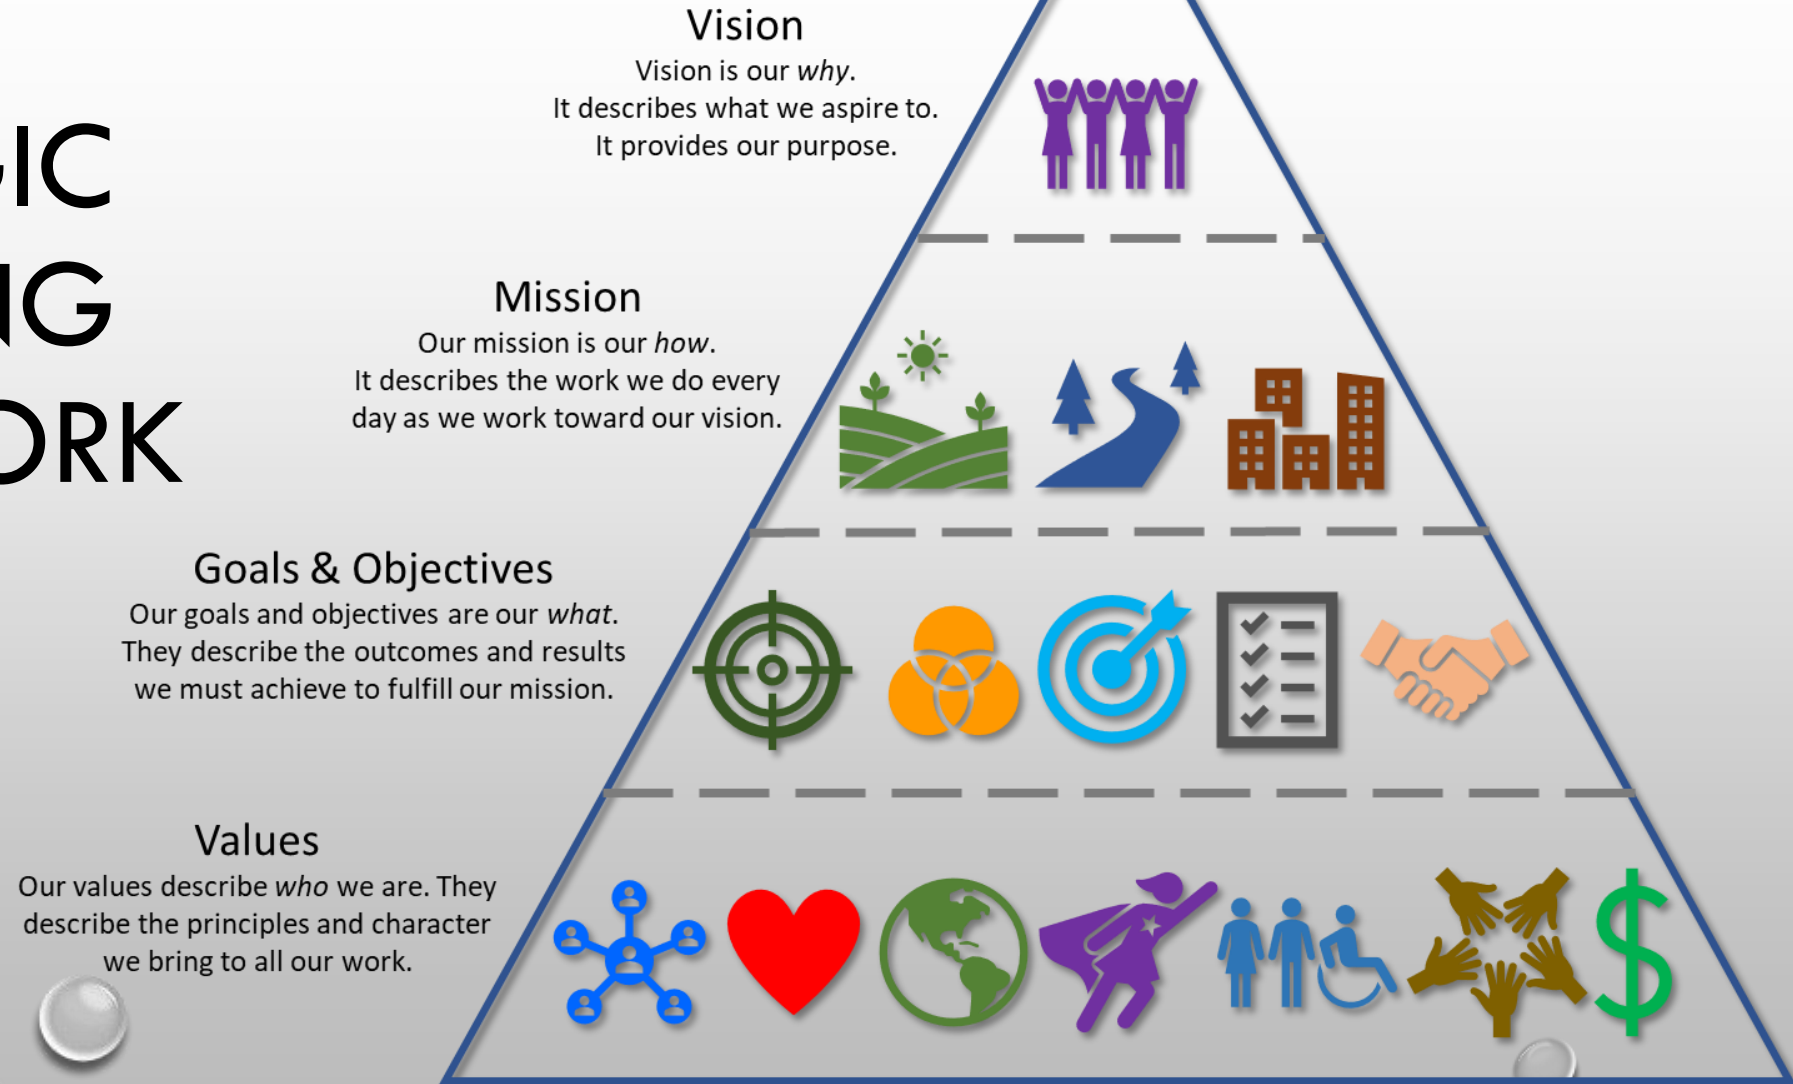 GIC
NG
ORK
Vision
Vision is our why.
It describes what we aspire to.
It provides our purpose.
Mission
Our mission is our how.
It describes the work we do every
day as we work toward our vision.
Goals & Objectives
Our goals and objectives are our what.
They describe the outcomes and results
we must achieve to fulfill our mission.
Values
Our values describe who we are. They
describe the principles and character
we bring to all our work.
$